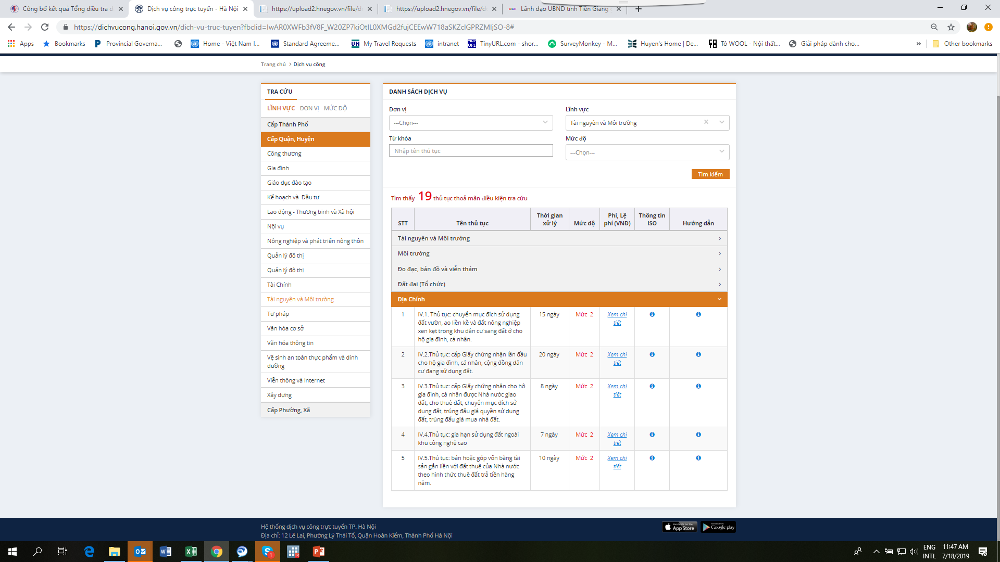 Công bố kết quả Tổng điều tra d
Dịch vụ công trực tuyến - Hà Nội
https://upload2.hnegov.vn/file/d
https://upload2.hnegov.vn/file/d
Lãnh đạo UBND tỉnh Tiền Giang
Apps
Bookmarks
Provincial Governa...
Home - Việt Nam I...
Standard Agreeme...
My Travel Requests
intranet
TinyURL.com - shor...
SurveyMonkey - M...
Huyen's Home | De...
Tô WOOL - Nội thất...
Giải pháp dành cho...
Other bookmarks
Trang chủ > Dịch vụ công
TRA CỨU
LĨNH VỰC ĐƠN VỊ MỨC ĐỘ
Cấp Thành Phố
Cấp Quận, Huyện
Công thương
Gia đình
Giáo dục đào tạo
Kế hoạch và Đầu tư
Lao động - Thương binh và Xã hội
Nội vụ
Nông nghiệp và phát triển nông thôn
Quản lý đô thị
Quản lý đô thị
Tài Chính
Tài nguyên và Môi trường
Tư pháp
Văn hóa cơ sở
Văn hóa thông tin
Vệ sinh an toàn thực phẩm và dinh
dưỡng
Viễn thông và Internet
Xây dựng
Cấp Phường, Xã
DANH SÁCH DỊCH VỤ
Đơn vị
---Chọn---
Lĩnh vực
Tài nguyên và Môi trường
Từ khóa
Nhập tên thủ tục
Mức độ
---Chọn---
Tìm kiếm
Tìm thấy 19 thủ tục thoả mãn điều kiện tra cứu
STT
Tên thủ tục
Thời gian
xử lý
Mức độ
Phí, Lệ
phí (VNĐ)
Thông tin
ISO
Hướng dẫn
Tài nguyên và Môi trường
Môi trường
Đo đạc, bản đồ và viễn thám
Đất đai (Tổ chức)
Địa Chính
1
IV.1. Thủ tục: chuyển mục đích sử dụng
đất vườn, ao liền kề và đất nông nghiệp
xen kẹt trong khu dân cư sang đất ở cho
hộ gia đình, cá nhân.
15 ngày
Mức 2
Xem chi
tiết
2
IV.2.Thủ tục: cấp Giấy chứng nhận lần đầu
cho hộ gia đình, cá nhân, cộng đồng dân
cư đang sử dụng đất.
20 ngày
Mức 2
Xem chi
tiết
3
IV.3.Thủ tục: cấp Giấy chứng nhận cho hộ
gia đình, cá nhân được Nhà nước giao
đất, cho thuê đất, chuyển mục đích sử
dụng đất, trúng đấu giá quyền sử dụng
đất, trúng đấu giá mua nhà đất.
8 ngày
Mức 2
Xem chi
tiết
4
IV.4.Thủ tục: gia hạn sử dụng đất ngoài
khu công nghệ cao
7 ngày
Mức 2
Xem chi
tiết
5
IV.5.Thủ tục: bán hoặc góp vốn bằng tài
sản gắn liền với đất thuê của Nhà nước
theo hình thức thuê đất trả tiền hàng
năm.
10 ngày
Mức 2
Xem chi
tiết
Hệ thống dịch vụ công trực tuyến TP. Hà Nội
Địa chỉ: 12 Lê Lai, Phường Lý Thái Tổ, Quận Hoàn Kiếm, Thành Phố Hà Nội
App Store
Google play
ENG
INTL
11:47 AM
7/18/2019